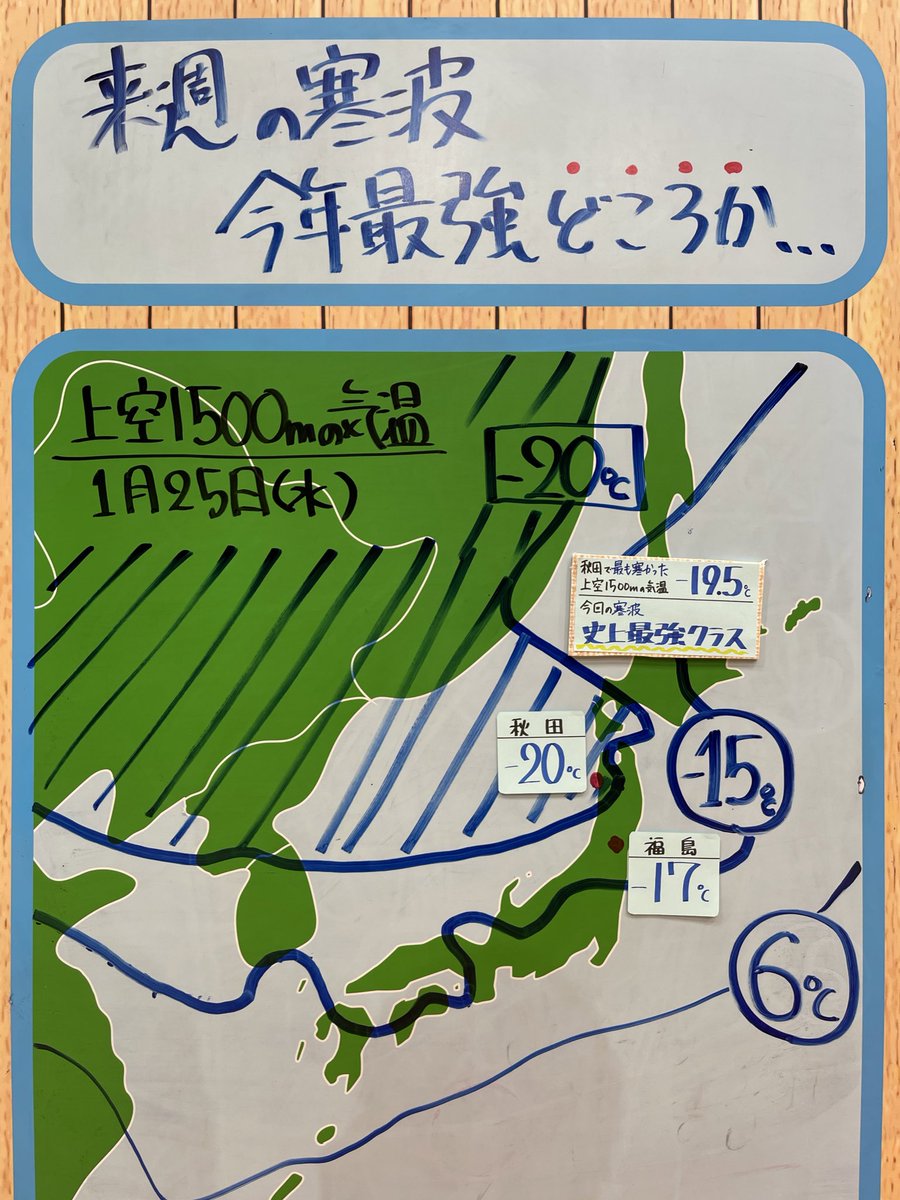 来週の寒波
今年最強どころか...
上空1500mの気温
1月25日(水)
-20℃
秋田で最も寒かった
上空1500mの気温 -19.5℃
今日の寒波
史上最強クラス
秋田
-20℃
-15℃
福島
-17℃
6℃